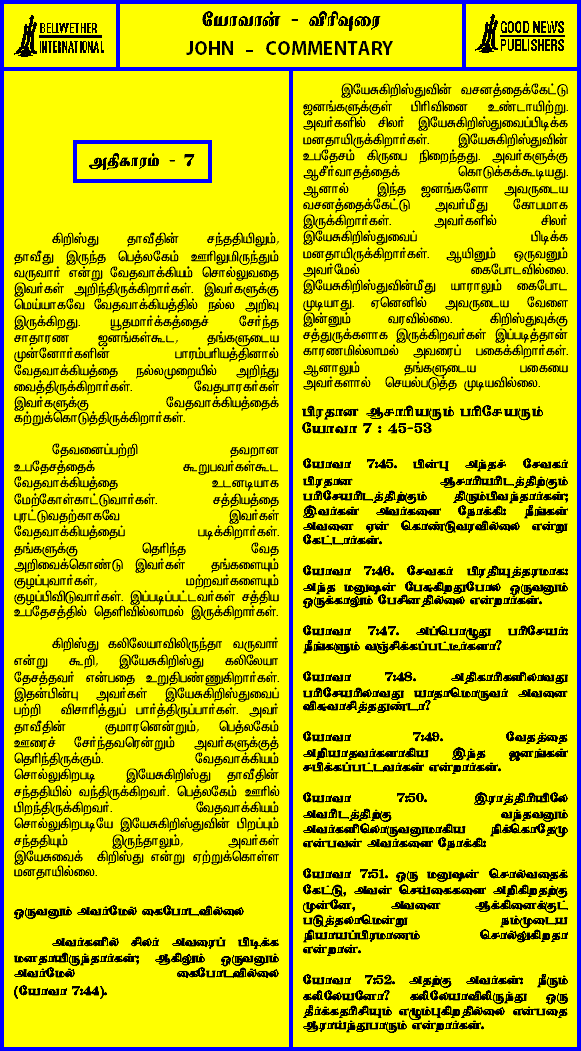 BELWETHER
INTERNATIONAL
யோவான் - விரிவுரை
JOHN - COMMENTARY
GOOD NEWS
PUBLISHERS
அதிகாரம் - 7
கிறிஸ்து தாவீதின் சந்ததியிலும்,
தாவீது இருந்த பெத்லகேம் ஊரிலுமிருந்தும்
வருவார் என்று வேதவாக்கியம் சொல்லுவதை
இவர்கள் அறிந்திருக்கிறார்கள். இவர்களுக்கு
மெய்யாகவே வேதவாக்கியத்தில் நல்ல அறிவு
இருக்கிறது. யூதமார்க்கத்தைச் சேர்ந்த
சாதாரண ஜனங்கள்கூட, தங்களுடைய
முன்னோர்களின் பாரம்பரியத்தினால்
வேதவாக்கியத்தை நல்லமுறையில் அறிந்து
வைத்திருக்கிறார்கள். வேதபாரகர்கள்
இவர்களுக்கு வேதவாக்கியத்தைக்
கற்றுக்கொடுத்திருக்கிறார்கள்.
தேவனைப்பற்றி தவறான
உபதேசத்தைக் கூறுபவர்கள்கூட
வேதவாக்கியத்தை உடனடியாக
மேற்கோள்காட்டுவார்கள். சத்தியத்தை
புரட்டுவதற்காகவே இவர்கள்
வேதவாக்கியத்தைப் படிக்கிறார்கள்.
தங்களுக்கு தெரிந்த வேத
அறிவைக்கொண்டு இவர்கள் தங்களையும்
குழப்புவார்கள், மற்றவர்களையும்
குழப்பிவிடுவார்கள். இப்படிப்பட்டவர்கள் சத்திய
உபதேசத்தில் தெளிவில்லாமல் இருக்கிறார்கள்.
கிறிஸ்து கலிலேயாவிலிருந்தா வருவார்
என்று கூறி, இயேசுகிறிஸ்து கலிலேயா
தேசத்தவர் என்பதை உறுதிபண்ணுகிறார்கள்.
இதன்பின்பு அவர்கள் இயேசுகிறிஸ்துவைப்
பற்றி விசாரித்துப் பார்த்திருப்பார்கள். அவர்
தாவீதின் குமாரனென்றும், பெத்லகேம்
ஊரைச் சேர்ந்தவரென்றும் அவர்களுக்குத்
தெரிந்திருக்கும். வேதவாக்கியம்
சொல்லுகிறபடி இயேசுகிறிஸ்து தாவீதின்
சந்ததியில் வந்திருக்கிறவர். பெத்லகேம் ஊரில்
பிறந்திருக்கிறவர். வேதவாக்கியம்
சொல்லுகிறபடியே இயேசுகிறிஸ்துவின் பிறப்பும்
சந்ததியும் இருந்தாலும், அவர்கள்
இயேசுவைக் கிறிஸ்து என்று ஏற்றுக்கொள்ள
மனதாயில்லை.
ஒருவனும் அவர்மேல் கைபோடவில்லை
அவர்களில் சிலர் அவரைப் பிடிக்க
மனதாயிருந்தார்கள்; ஆகிலும் ஒருவனும்
அவர்மேல் கைபோடவில்லை
(யோவா 7:44).
இயேசுகிறிஸ்துவின் வசனத்தைக்கேட்டு
ஜனங்களுக்குள் பிரிவினை உண்டாயிற்று.
அவர்களில் சிலர் இயேசுகிறிஸ்துவைப்பிடிக்க
மனதாயிருக்கிறார்கள். இயேசுகிறிஸ்துவின்
உபதேசம் கிருபை நிறைந்தது. அவர்களுக்கு
ஆசீர்வாதத்தைக் கொடுக்கக்கூடியது.
ஆனால் இந்த ஜனங்களோ அவருடைய
வசனத்தைக்கேட்டு அவர்மீது கோபமாக
இருக்கிறார்கள். அவர்களில் சிலர்
இயேசுகிறிஸ்துவைப் பிடிக்க
மனதாயிருக்கிறார்கள். ஆயினும் ஒருவனும்
அவர்மேல் கைபோடவில்லை.
இயேசுகிறிஸ்துவின்மீது யாராலும் கைபோட
முடியாது. ஏனெனில் அவருடைய வேளை
இன்னும் வரவில்லை. கிறிஸ்துவுக்கு
சத்துருக்களாக இருக்கிறவர்கள் இப்படித்தான்
காரணமில்லாமல் அவரைப் பகைக்கிறார்கள்.
ஆனாலும் தங்களுடைய பகையை
அவர்களால் செயல்படுத்த முடியவில்லை.
பிரதான ஆசாரியரும் பரிசேயரும்
யோவா 7 : 45-53
யோவா 7:45. பின்பு அந்தச் சேவகர்
பிரதான ஆசாரியரிடத்திற்கும்
பரிசேயரிடத்திற்கும் திரும்பிவந்தார்கள்;
இவர்கள் அவர்களை நோக்கி: நீங்கள்
அவனை ஏன் கொண்டுவரவில்லை என்று
கேட்டார்கள்.
யோவா 7:46. சேவகர் பிரதியுத்தரமாக:
அந்த மனுஷன் பேசுகிறதுபோல ஒருவனும்
ஒருக்காலும் பேசினதில்லை என்றார்கள்.
யோவா 7:47. அப்பொழுது பரிசேயர்:
நீங்களும் வஞ்சிக்கப்பட்டீர்களா?
யோவா 7:48. அதிகாரிகளிலாவது
பரிசேயரிலாவது யாதாமொருவர் அவனை
விசுவாசித்ததுண்டா?
யோவா 7:49. வேதத்தை
அறியாதவர்களாகிய இந்த ஜனங்கள்
சபிக்கப்பட்டவர்கள் என்றார்கள்.
யோவா 7:50. இராத்திரியிலே
அவரிடத்திற்கு வந்தவனும்
அவர்களிலொருவனுமாகிய நிக்கொதேமு
என்பவன் அவர்களை நோக்கி:
யோவா 7:51. ஒரு மனுஷன் சொல்வதைக்
கேட்டு, அவன் செய்கைகளை அறிகிறதற்கு
முன்னே, அவனை ஆக்கினைக்குட்
படுத்தலாமென்று நம்முடைய
நியாயப்பிரமாணம் சொல்லுகிறதா
என்றான்.
யோவா 7:52. அதற்கு அவர்கள்: நீரும்
கலிலேயனோ? கலிலேயாவிலிருந்து ஒரு
தீர்க்கதரிசியும் எழும்புகிறதில்லை என்பதை
ஆராய்ந்துபாரும் என்றார்கள்.